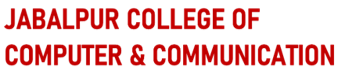 JABALPUR COLLEGE OF
COMPUTER & COMMUNICATION